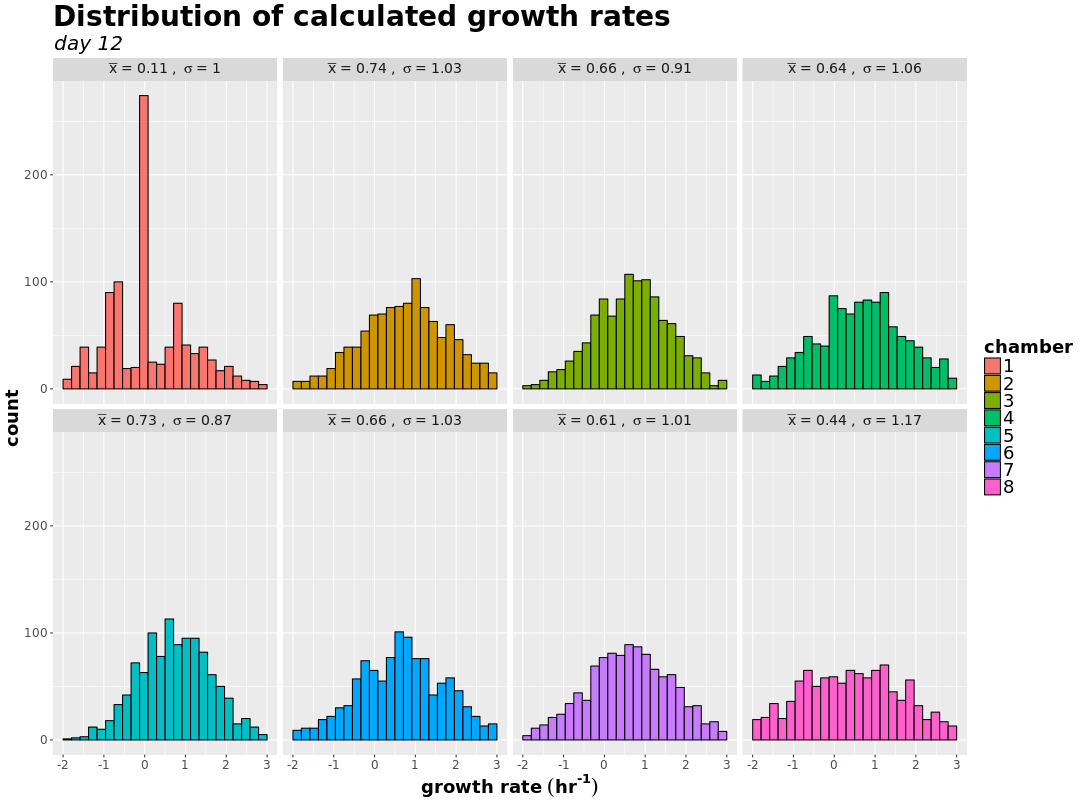 Distribution of calculated growth rates
day 12
x̅ = 0.11 , σ = 1
x̅ = 0.74 , σ = 1.03
x̅ = 0.66 , σ = 0.91
x̅ = 0.64 , σ = 1.06
200
100
0
x̅ = 0.73 , σ = 0.87
x̅ = 0.66 , σ = 1.03
x̅ = 0.61 , σ = 1.01
x̅ = 0.44 , σ = 1.17
200
100
0
-2 -1 0 1 2 3
-2 -1 0 1 2 3
-2 -1 0 1 2 3
-2 -1 0 1 2 3
growth rate (hr⁻¹)
count
chamber
1
2
3
4
5
6
7
8